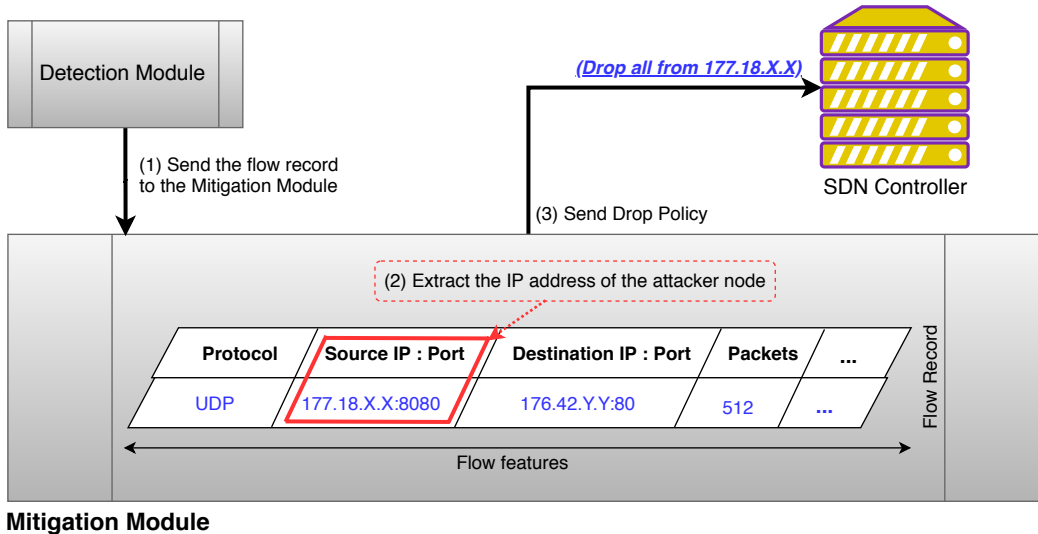 Detection Module
(Drop all from 177.18.X.X)
SDN Controller
(1) Send the flow record
to the Mitigation Module
(3) Send Drop Policy
(2) Extract the IP address of the attacker node
Protocol Source IP : Port Destination IP : Port Packets ...
UDP 177.18.X.X:8080 176.42.Y.Y:80 512 ...
Flow Record
Flow features
Mitigation Module